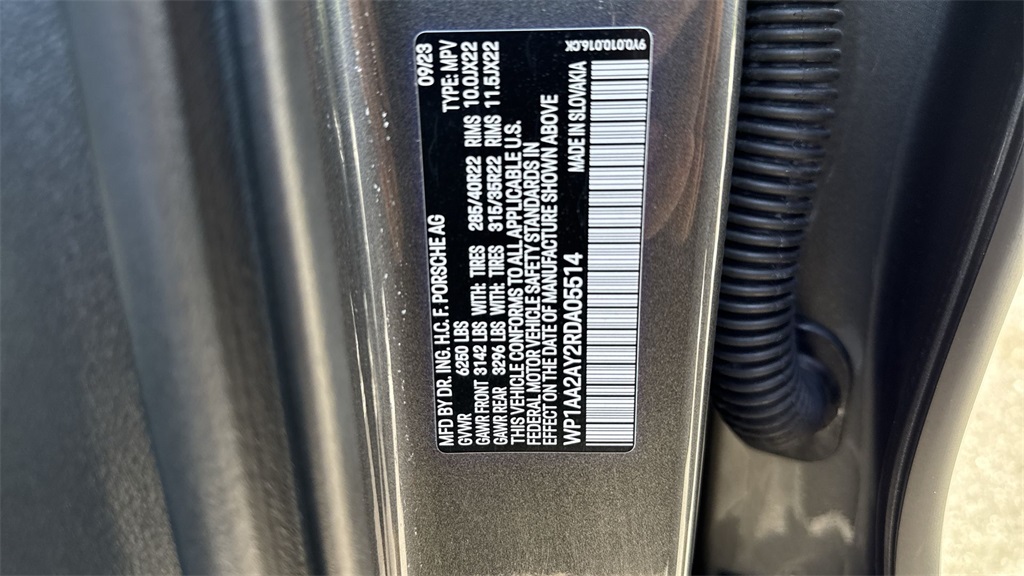 MFD BY DR. ING. H.C. F. PORSCHE AG 09/23
GVWR 6250 LBS TYPE: MPV
GAWR FRONT 3142 LBS WITH: TIRES 285/40R22 RIMS 10.0JX22
GAWR REAR 3296 LBS WITH: TIRES 315/35R22 RIMS 11.5JX22
THIS VEHICLE CONFORMS TO ALL APPLICABLE U.S.
FEDERAL MOTOR VEHICLE SAFETY STANDARDS IN
EFFECT ON THE DATE OF MANUFACTURE SHOWN ABOVE
WP1AA2AY2RDA05514 MADE IN SLOVAKIA
9Y0.010.016.CK